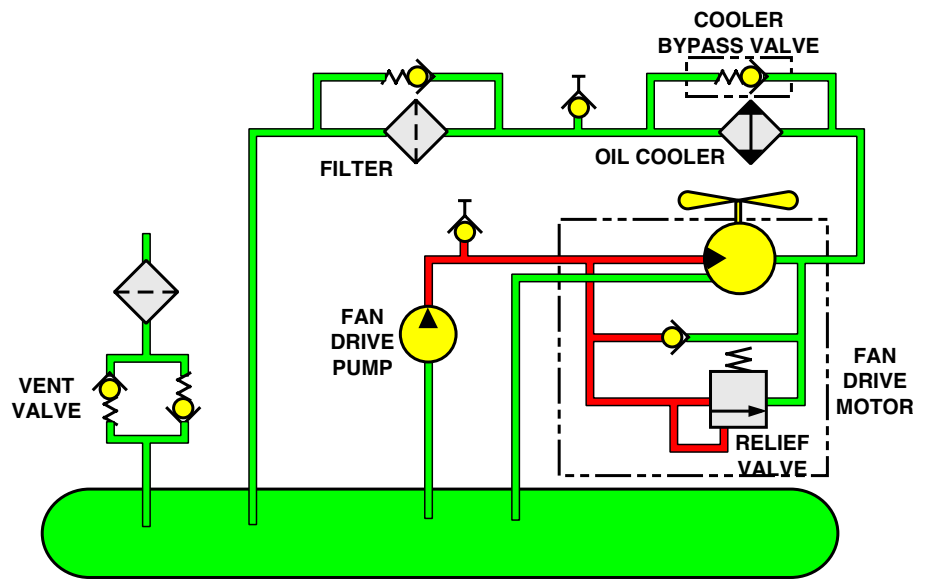 COOLER
BYPASS VALVE
FILTER
OIL COOLER
FAN
DRIVE
PUMP
VENT
VALVE
FAN
DRIVE
MOTOR
RELIEF
VALVE